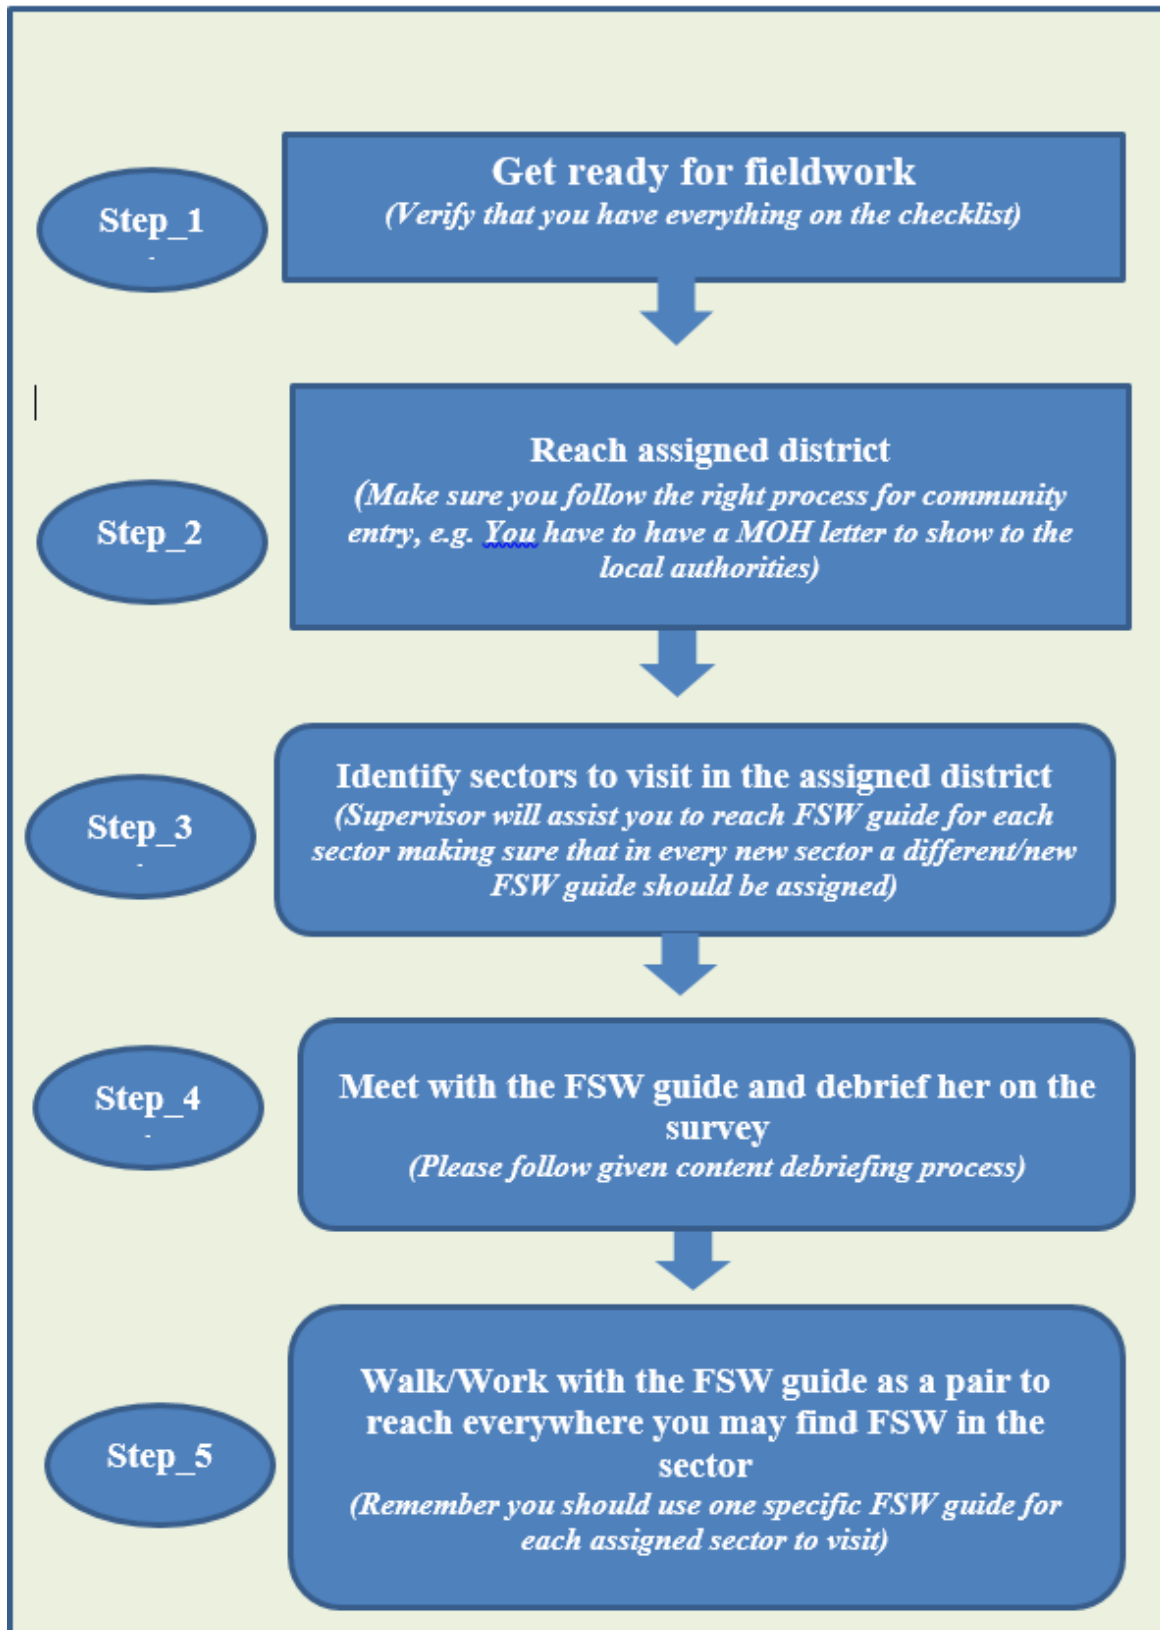 Step_1
-
Get ready for fieldwork
(Verify that you have everything on the checklist)
Step_2
Reach assigned district
(Make sure you follow the right process for community
entry, e.g. You have to have a MOH letter to show to the
local authorities)
Step_3
-
Identify sectors to visit in the assigned district
(Supervisor will assist you to reach FSW guide for each
sector making sure that in every new sector a different/new
FSW guide should be assigned)
Step_4
-
Meet with the FSW guide and debrief her on the
survey
(Please follow given content debriefing process)
Step_5
Walk/Work with the FSW guide as a pair to
reach everywhere you may find FSW in the
sector
(Remember you should use one specific FSW guide for
each assigned sector to visit)